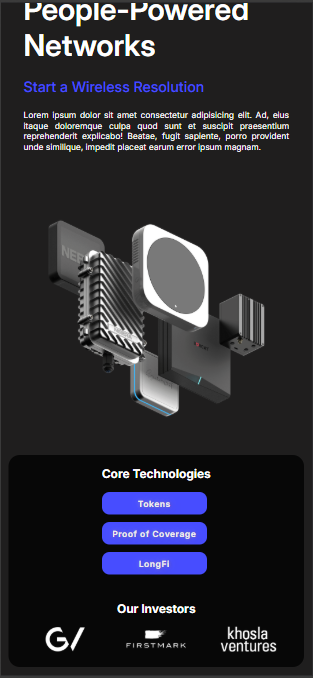 People-Powered
Networks
Start a Wireless Resolution
Lorem ipsum dolor sit amet consectetur adipisicing elit. Ad, eius
itaque doloremque culpa quod sunt et suscipit praesentium
reprehenderit explicabo! Beatae, fugit sapiente, porro provident
unde similique, impedit placeat earum error ipsum magnam.
Core Technologies
Tokens
Proof of Coverage
LongFi
Our Investors
GV
FIRSTMARK
khosla
ventures